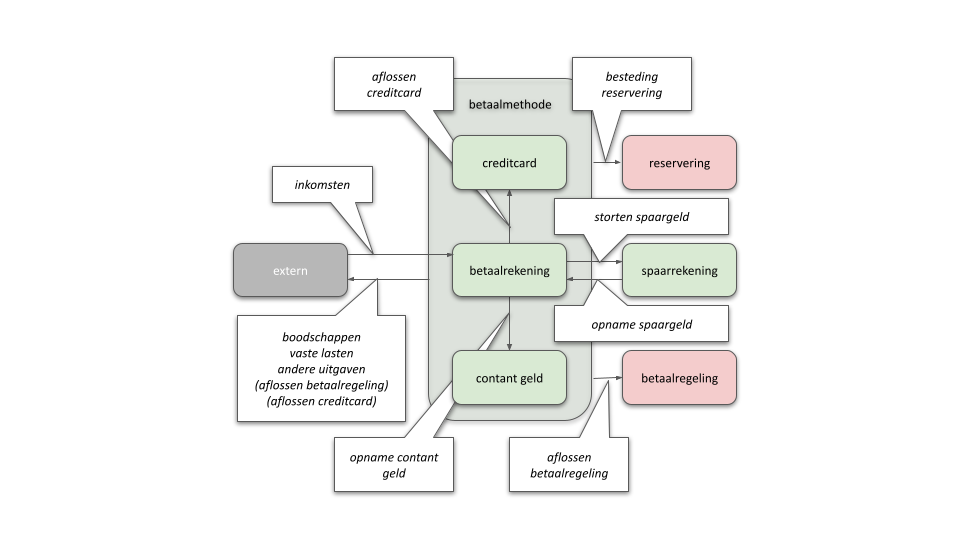 aflossen
creditcard
besteding
reservering
betaalmethode
creditcard
reservering
inkomsten
storten spaargeld
extern
betaalrekening
spaarrekening
opname spaargeld
boodschappen
vaste lasten
andere uitgaven
(aflossen betaalregeling)
(aflossen creditcard)
contant geld
betaalregeling
opname contant
geld
aflossen
betaalregeling